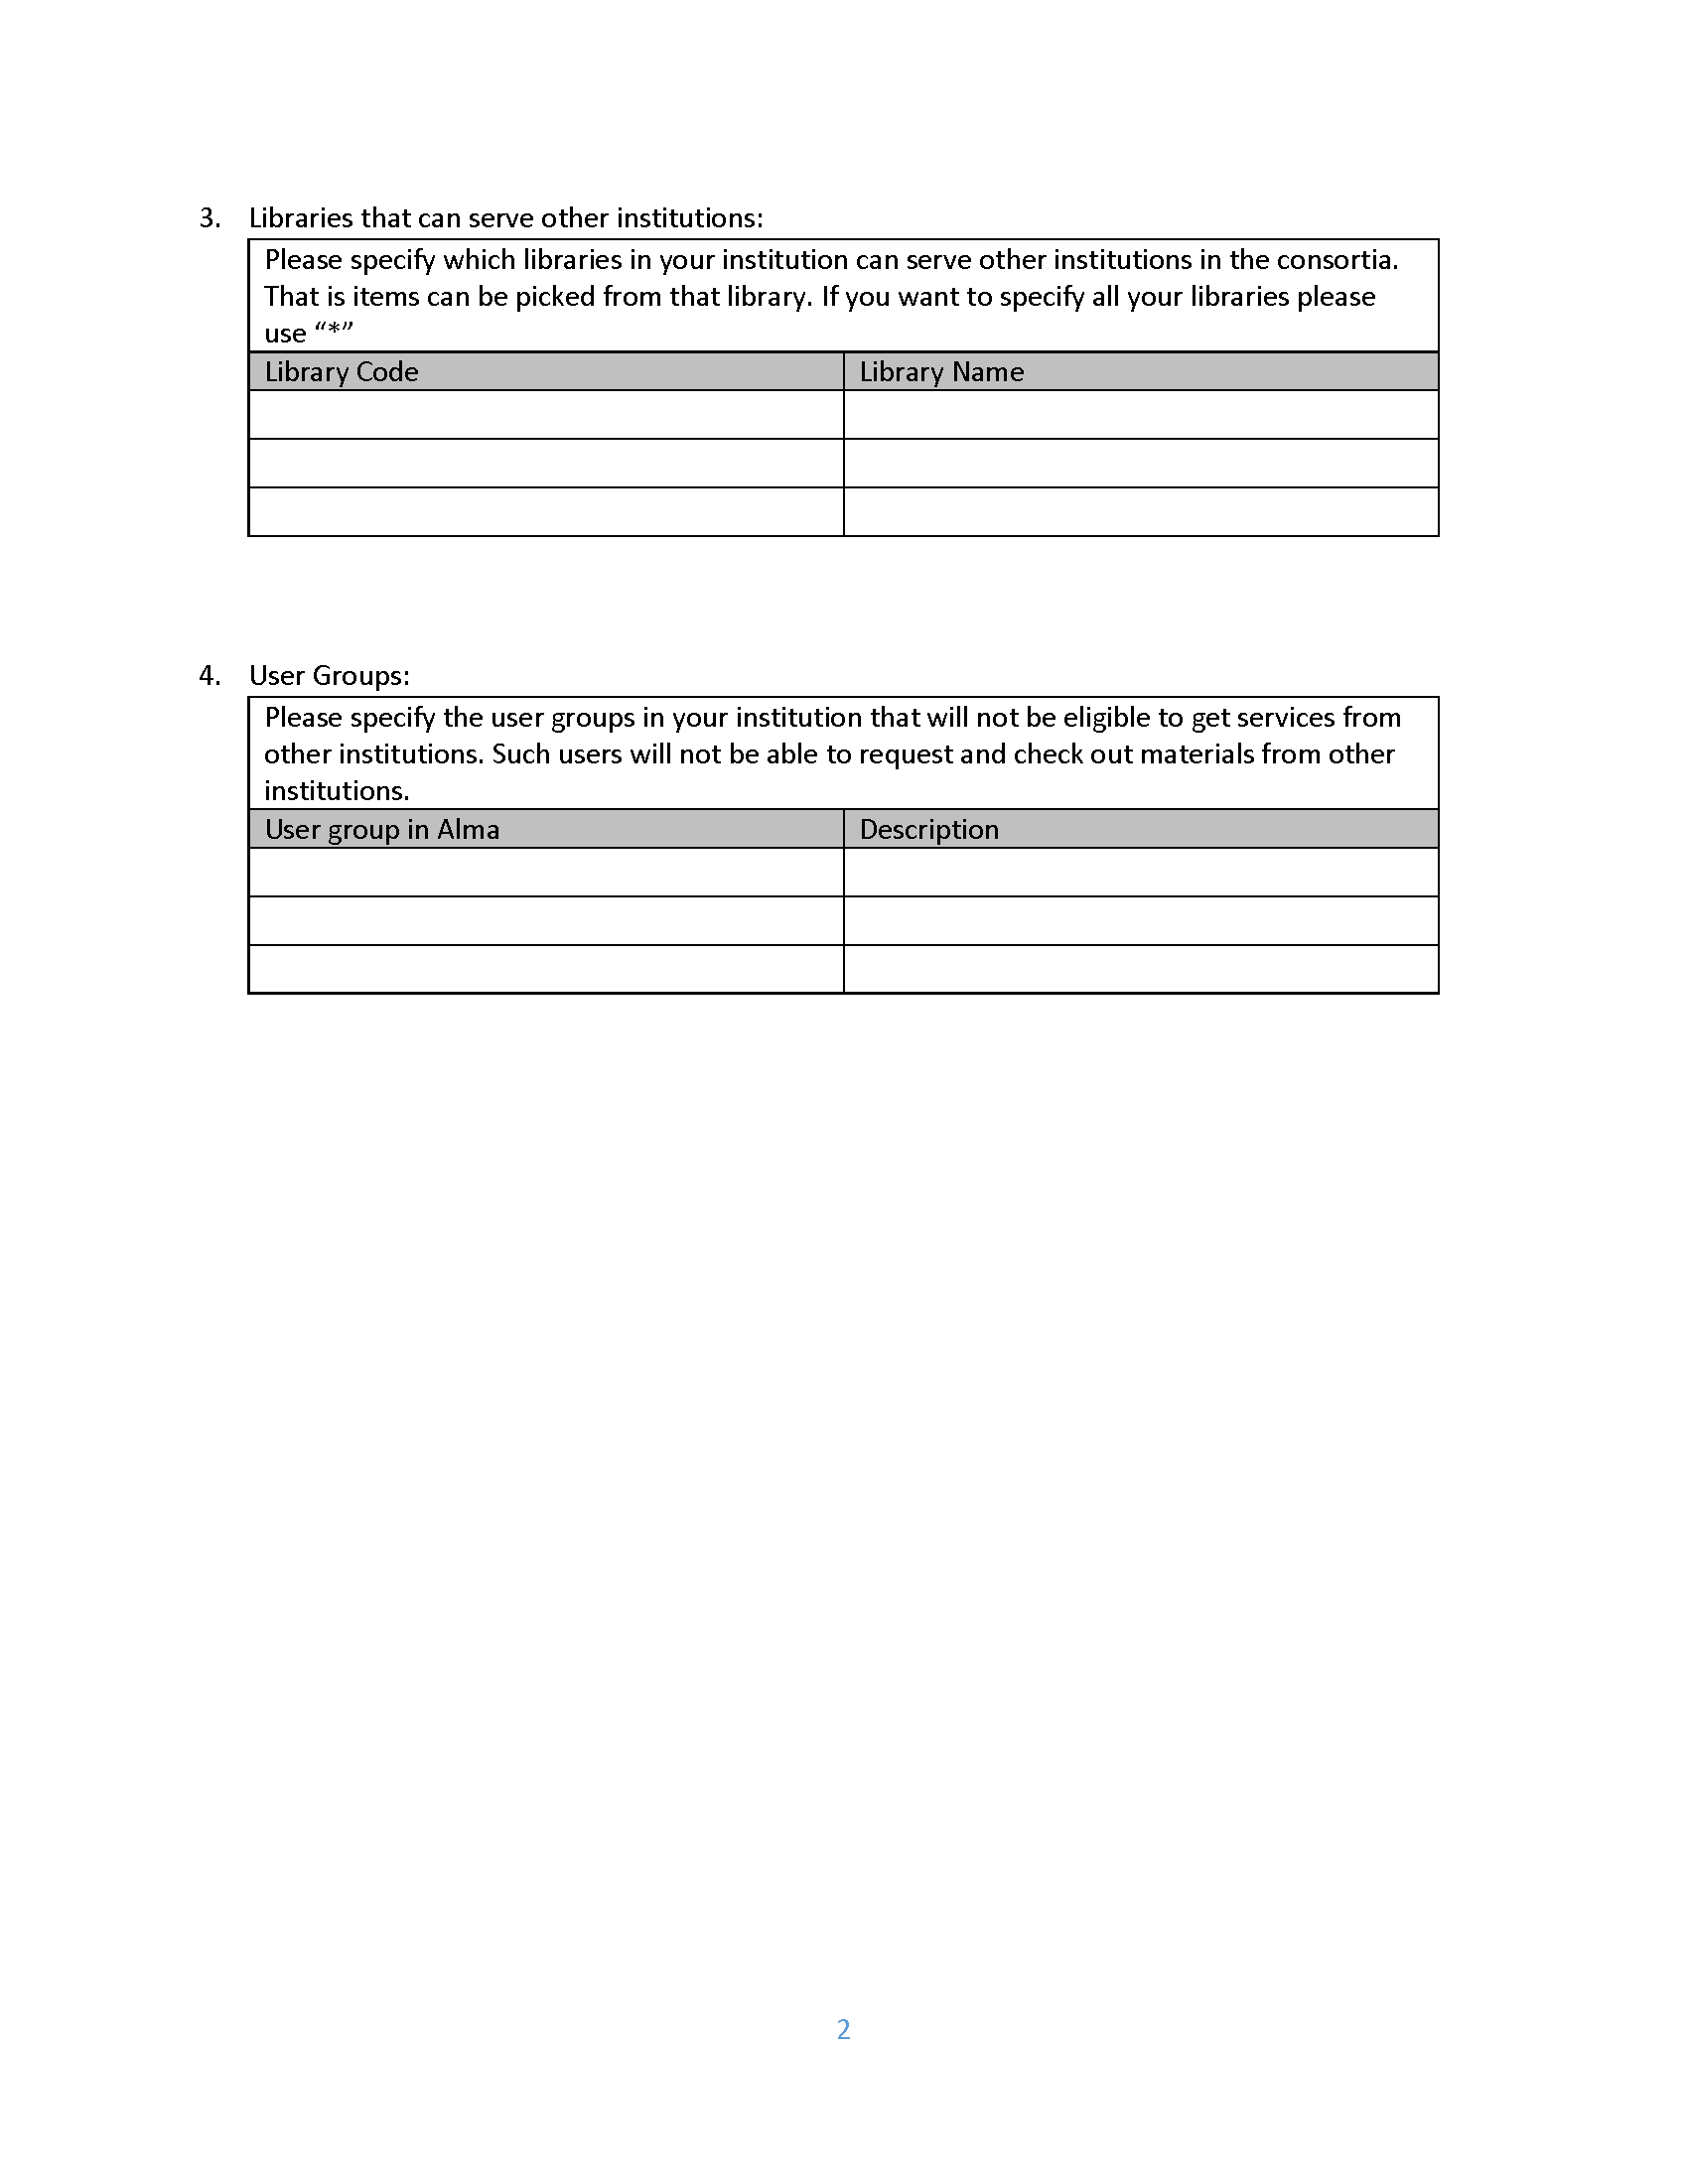 3. Libraries that can serve other institutions:
Please specify which libraries in your institution can serve other institutions in the consortia.
That is items can be picked from that library. If you want to specify all your libraries please
use “*”
Library Code Library Name
4. User Groups:
Please specify the user groups in your institution that will not be eligible to get services from
other institutions. Such users will not be able to request and check out materials from other
institutions.
User group in Alma Description
2